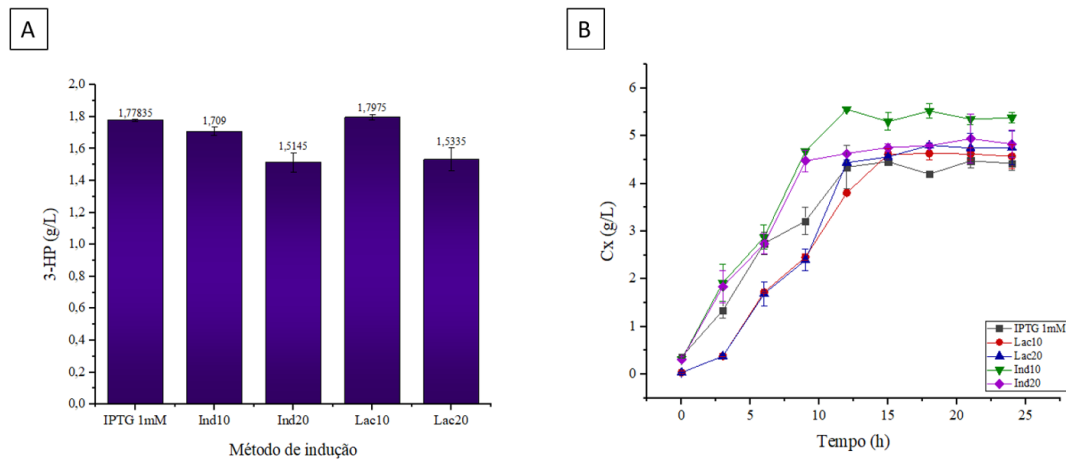 A
3-HP (g/L)
2,0
1,8
1,6
1,4
1,2
1,0
0,8
0,6
0,4
0,2
0,0
1,77835
1,709
1,5145
1,7975
1,5335
IPTG 1mM Ind10 Ind20 Lac10 Lac20
Método de indução
B
Cx (g/L)
6
5
4
3
2
1
0
0 5 10 15 20 25
Tempo (h)
IPTG 1mM
Lac10
Lac20
Ind10
Ind20